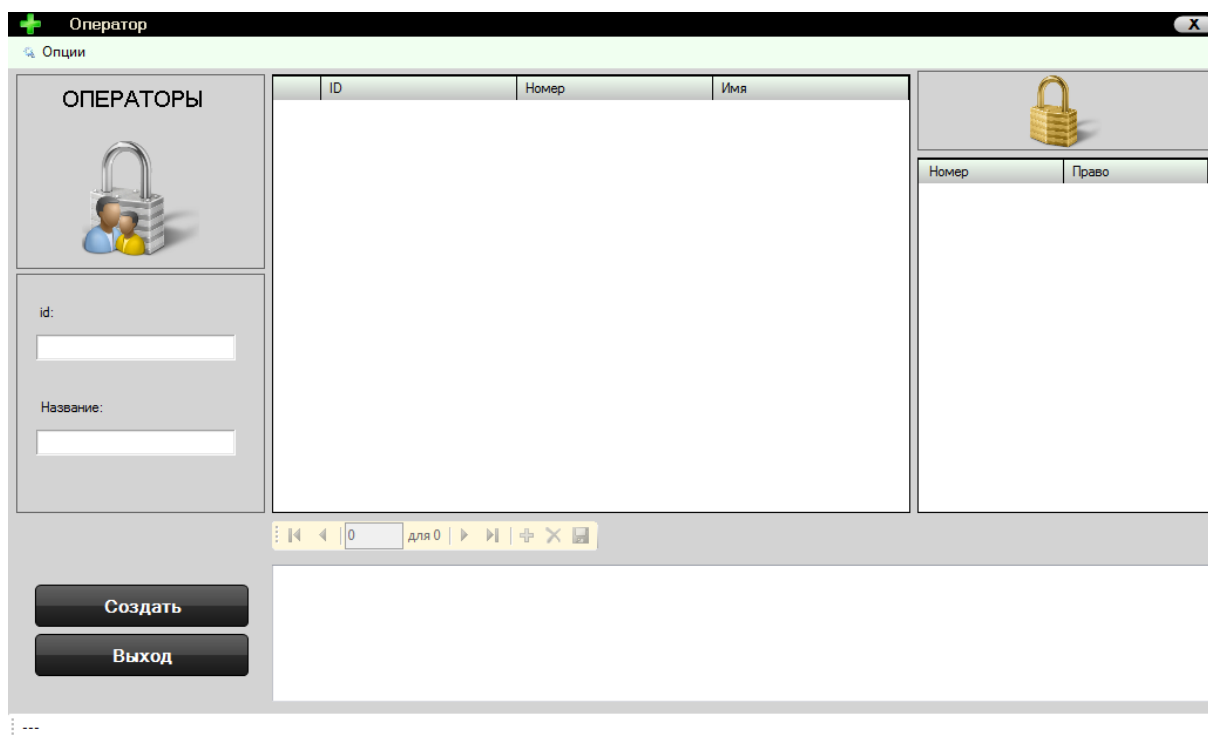 Оператор
X
Опции
ОПЕРАТОРЫ
ID Номер Имя
Номер Право
id:
Название:
0 для 0
Создать
Выход
---